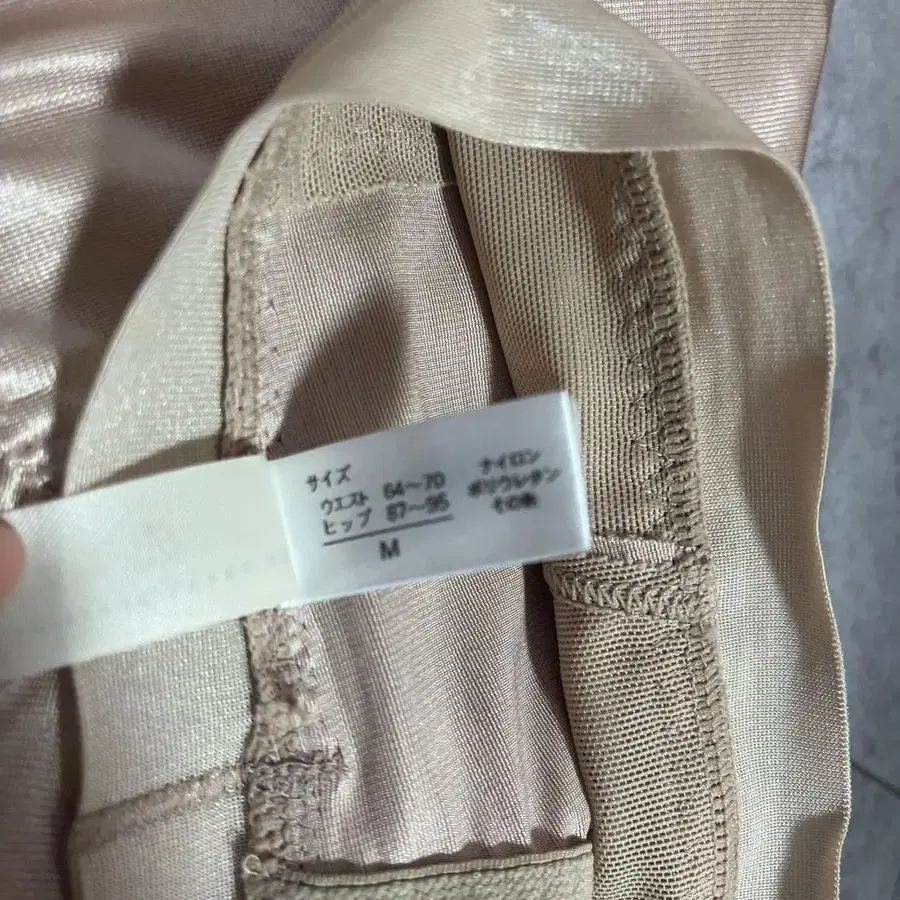 サイズ
ウエスト 64～70
ヒップ 87～95
M
ナイロン
ポリウレタン
その他